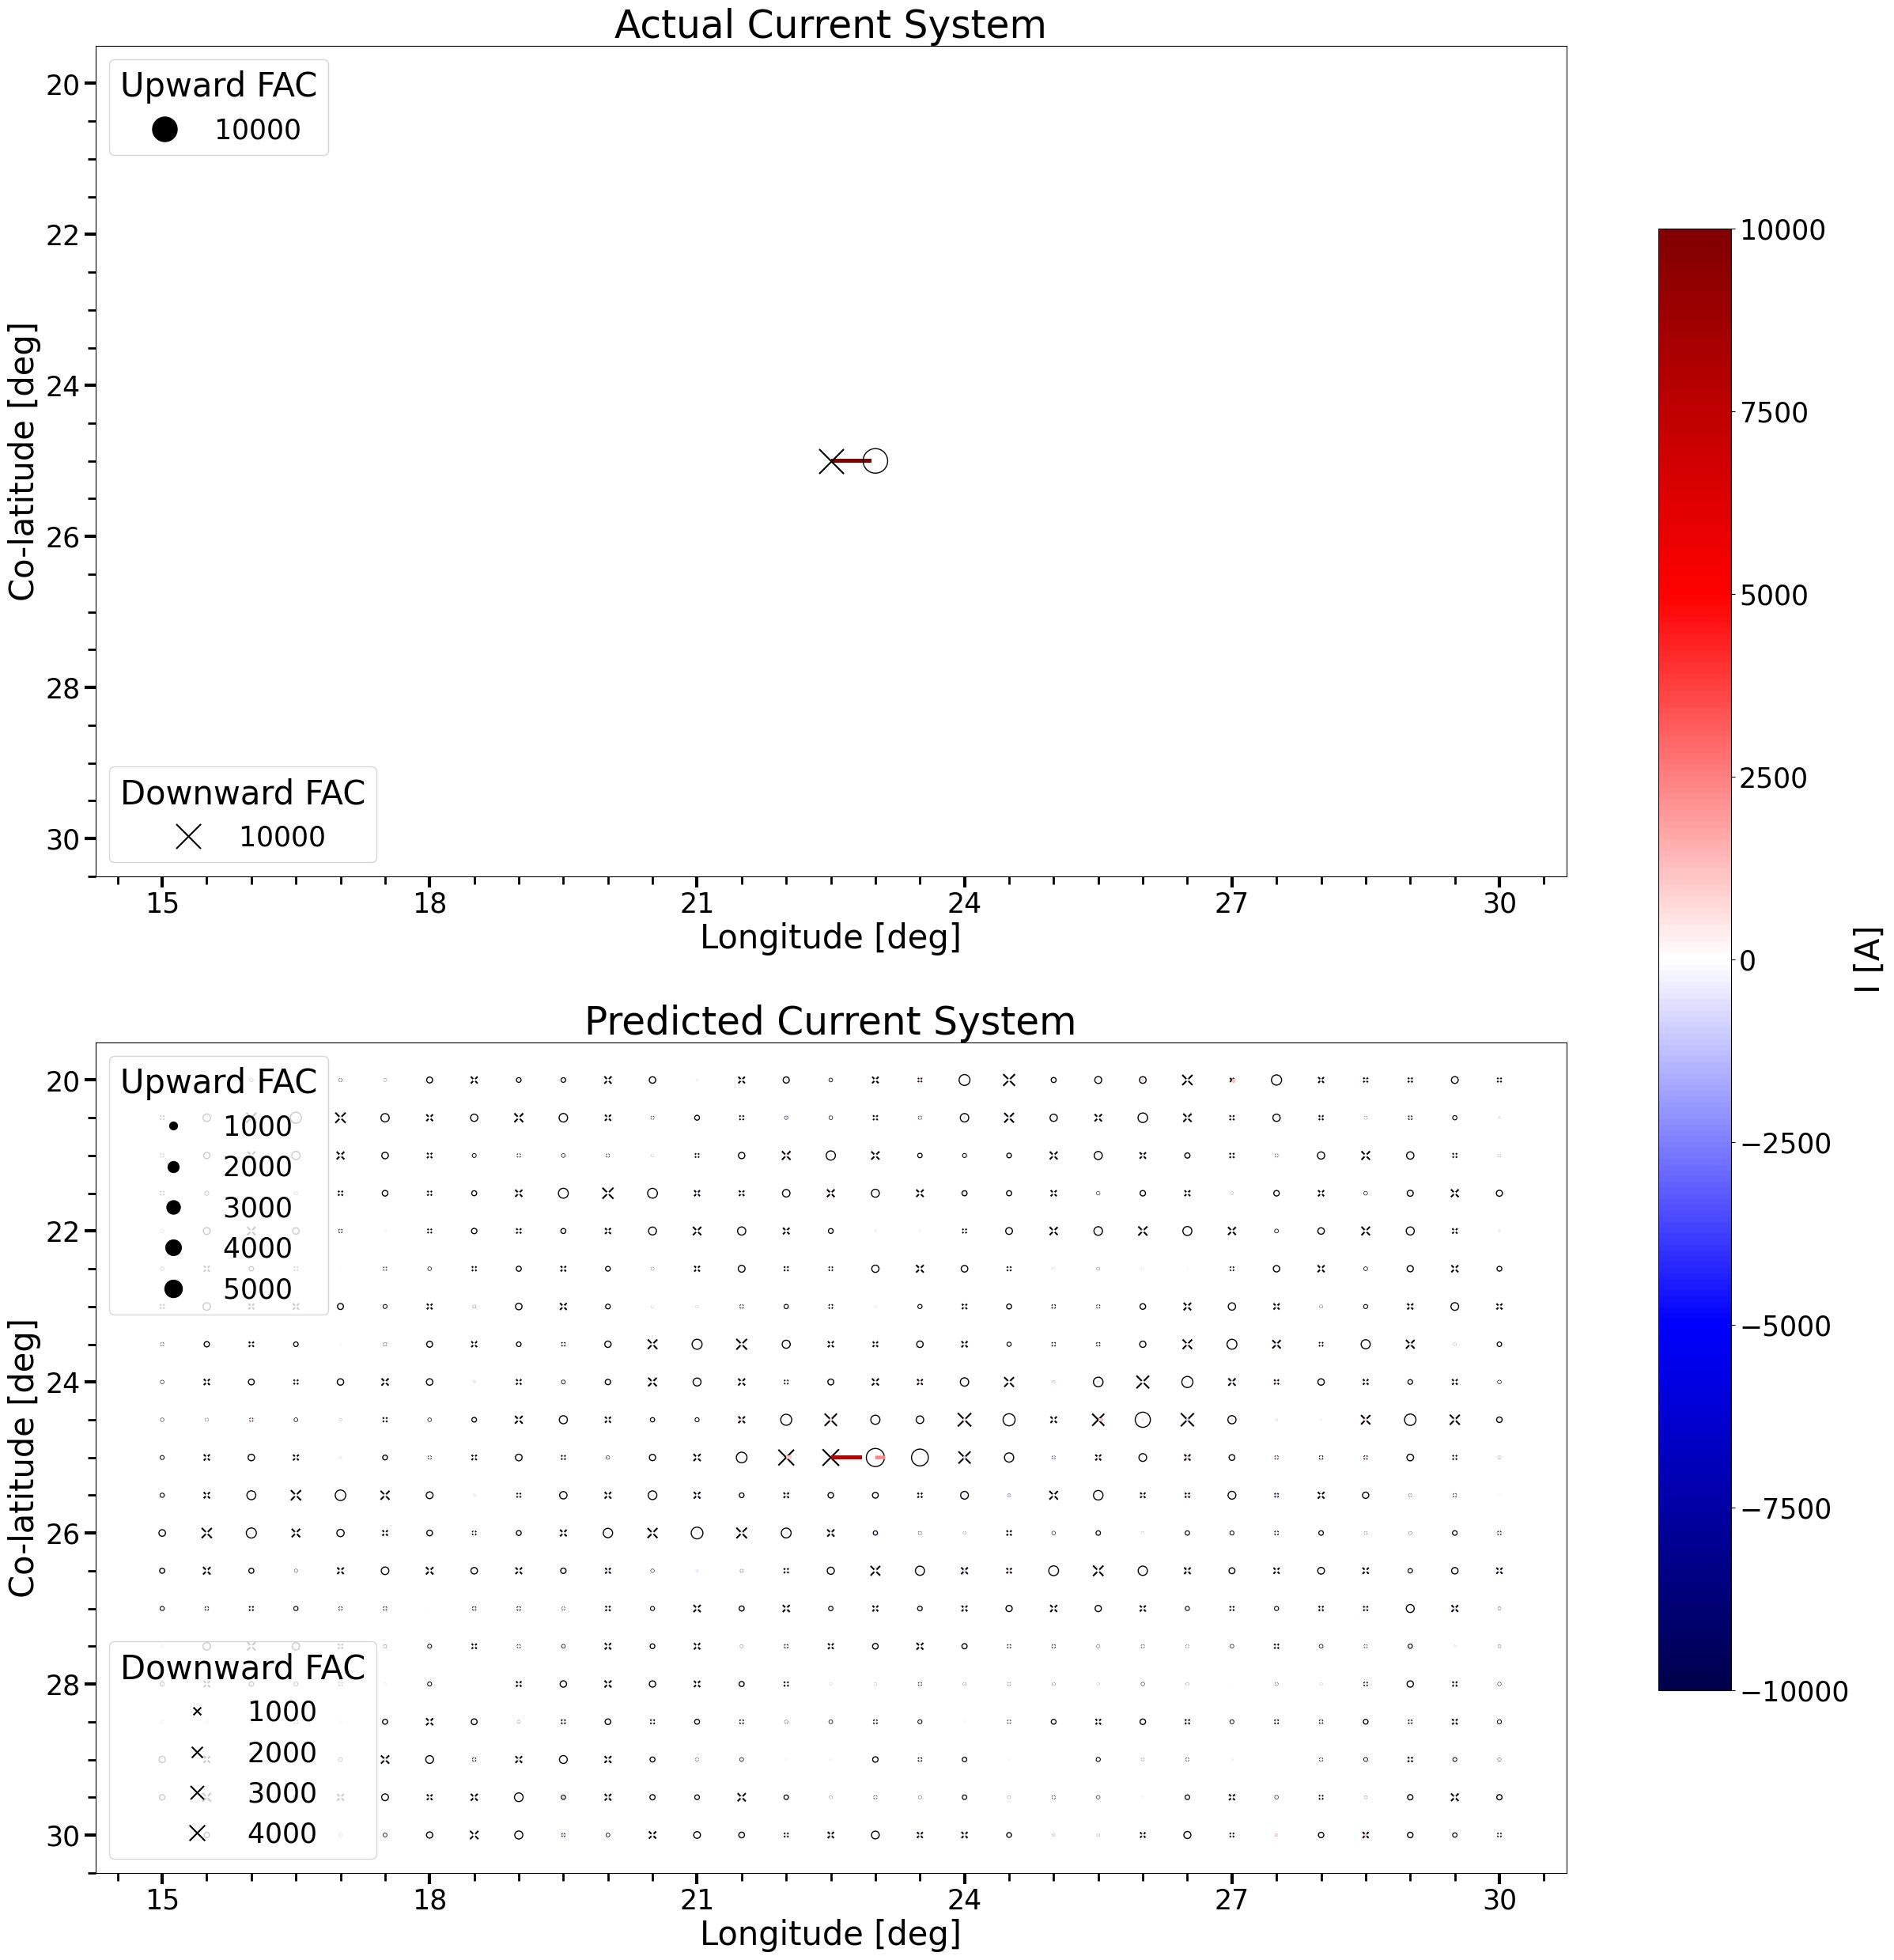 Actual Current System
Upward FAC
10000
Downward FAC
10000
20
22
24
26
28
30
Co-latitude [deg]
15 18 21 24 27 30
Longitude [deg]
Predicted Current System
Upward FAC
1000
2000
3000
4000
5000
Downward FAC
1000
2000
3000
4000
20
22
24
26
28
30
Co-latitude [deg]
15 18 21 24 27 30
Longitude [deg]
10000
7500
5000
2500
0
−2500
−5000
−7500
−10000
I [A]